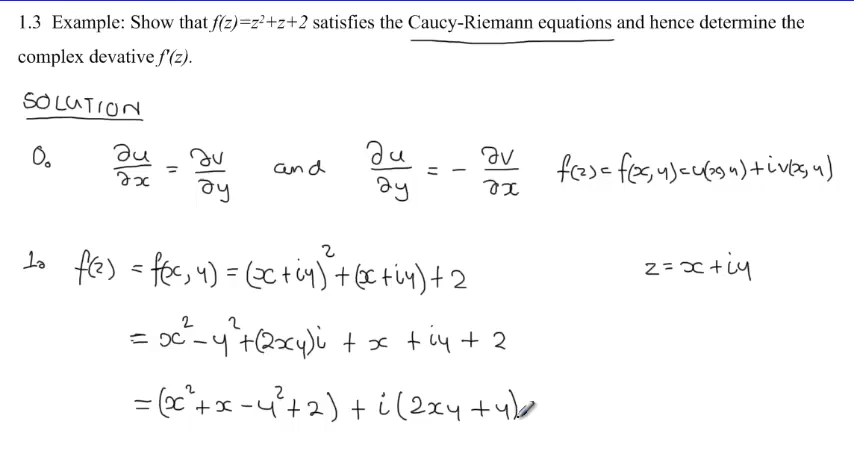 1.3 Example: Show that f(z)=z²+z+2 satisfies the Caucy-Riemann equations and hence determine the
complex devative f'(z).
SOLUTION
0. ∂u/∂x = ∂v/∂y and ∂u/∂y = - ∂v/∂x f(z)=f(x,y)=u(x,y)+iv(x,y)
1. f(z) = f(x,y) = (x+iy)²+(x+iy)+2 z=x+iy
= x²-y²+(2xy)i + x + iy + 2
= (x²+x-y²+2) + i(2xy+y)